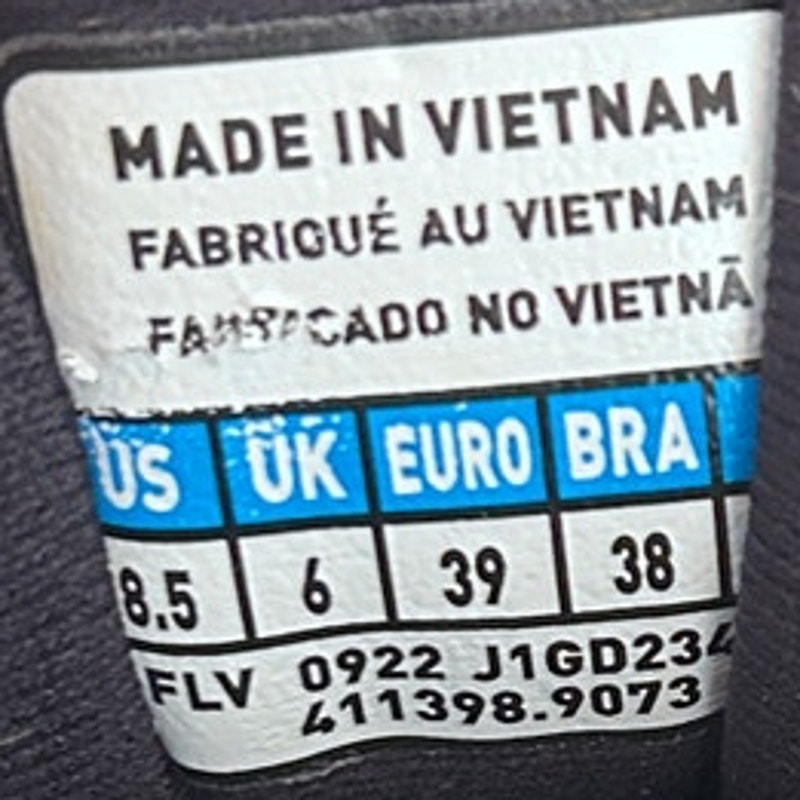 MADE IN VIETNAM
FABRIQUÉ AU VIETNAM
FABRICADO NO VIETNÃ
US UK EURO BRA
8.5 6 39 38
FLV 0922 J1GD234
411398.9073